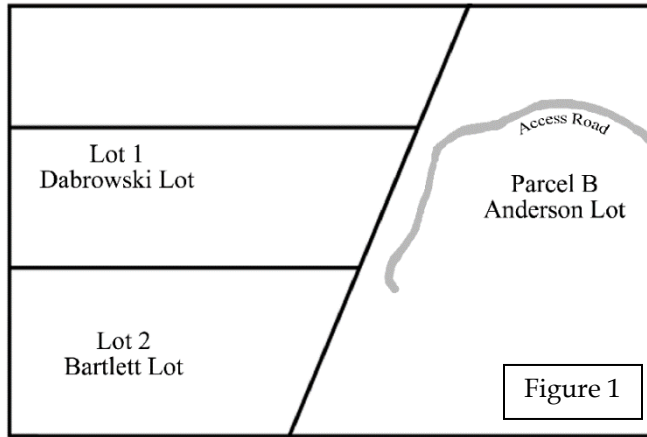 Access Road
Lot 1
Dabrowski Lot
Parcel B
Anderson Lot
Lot 2
Bartlett Lot
Figure 1